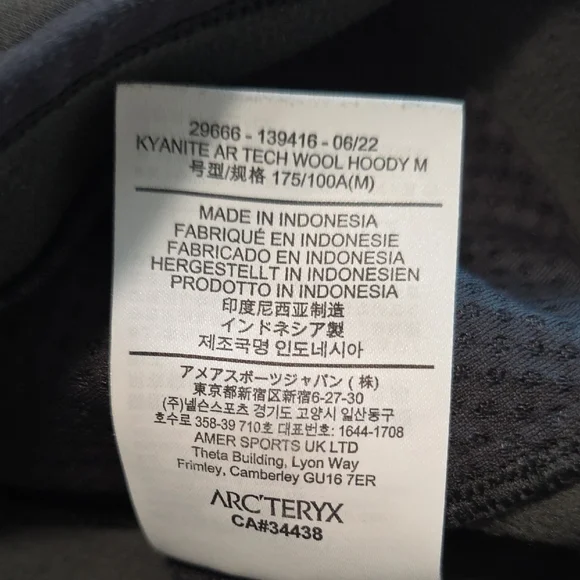 29666 - 139416 - 06/22
KYANITE AR TECH WOOL HOODY M
号型/规格 175/100A(M)
MADE IN INDONESIA
FABRIQUÉ EN INDONESIE
FABRICADO EN INDONESIA
HERGESTELLT IN INDONESIEN
PRODOTTO IN INDONESIA
印度尼西亚制造
インドネシア製
제조국명 인도네시아
アメアスポーツジャパン (株)
東京都新宿区新宿6-27-30
(주)넬슨스포츠 경기도 고양시 일산동구
호수로 358-39 710호 대표번호: 1644-1708
AMER SPORTS UK LTD
Theta Building, Lyon Way
Frimley, Camberley GU16 7ER
ARC'TERYX
CA#34438